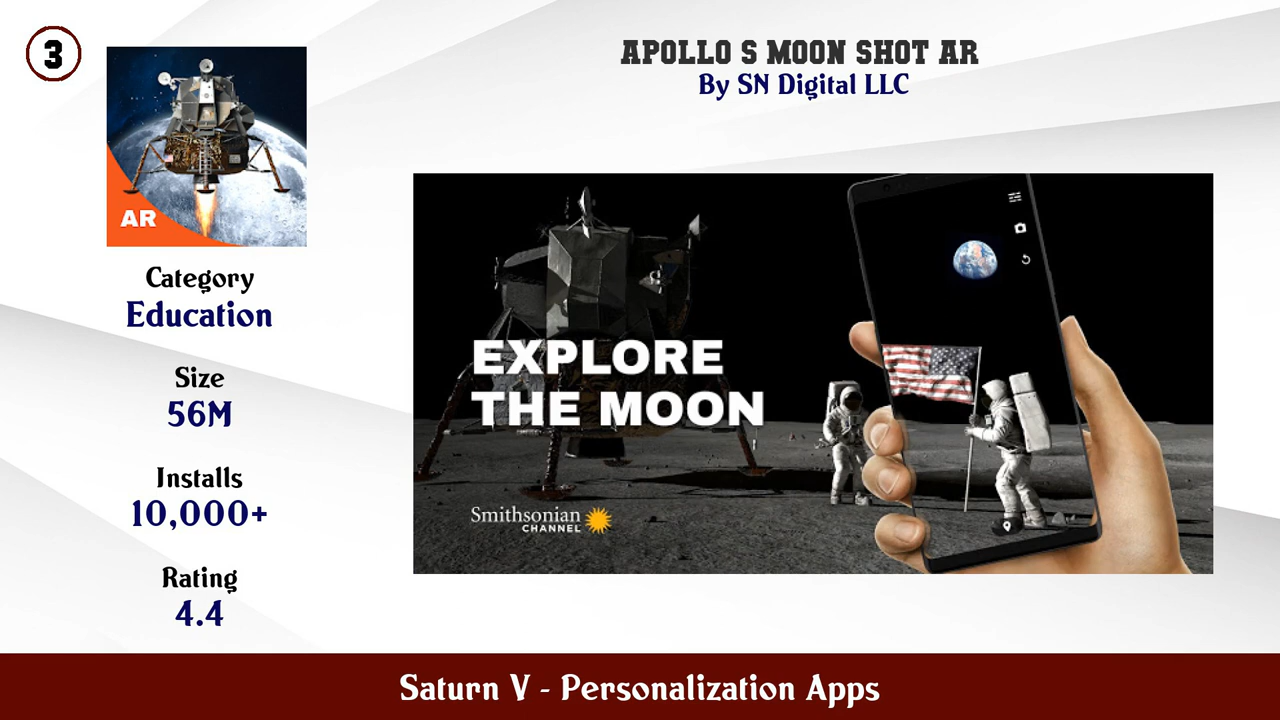 3
APOLLO S MOON SHOT AR
By SN Digital LLC
AR
Category
Education
Size
56M
Installs
10,000+
Rating
4.4
EXPLORE
THE MOON
Smithsonian
CHANNEL
Saturn V - Personalization Apps